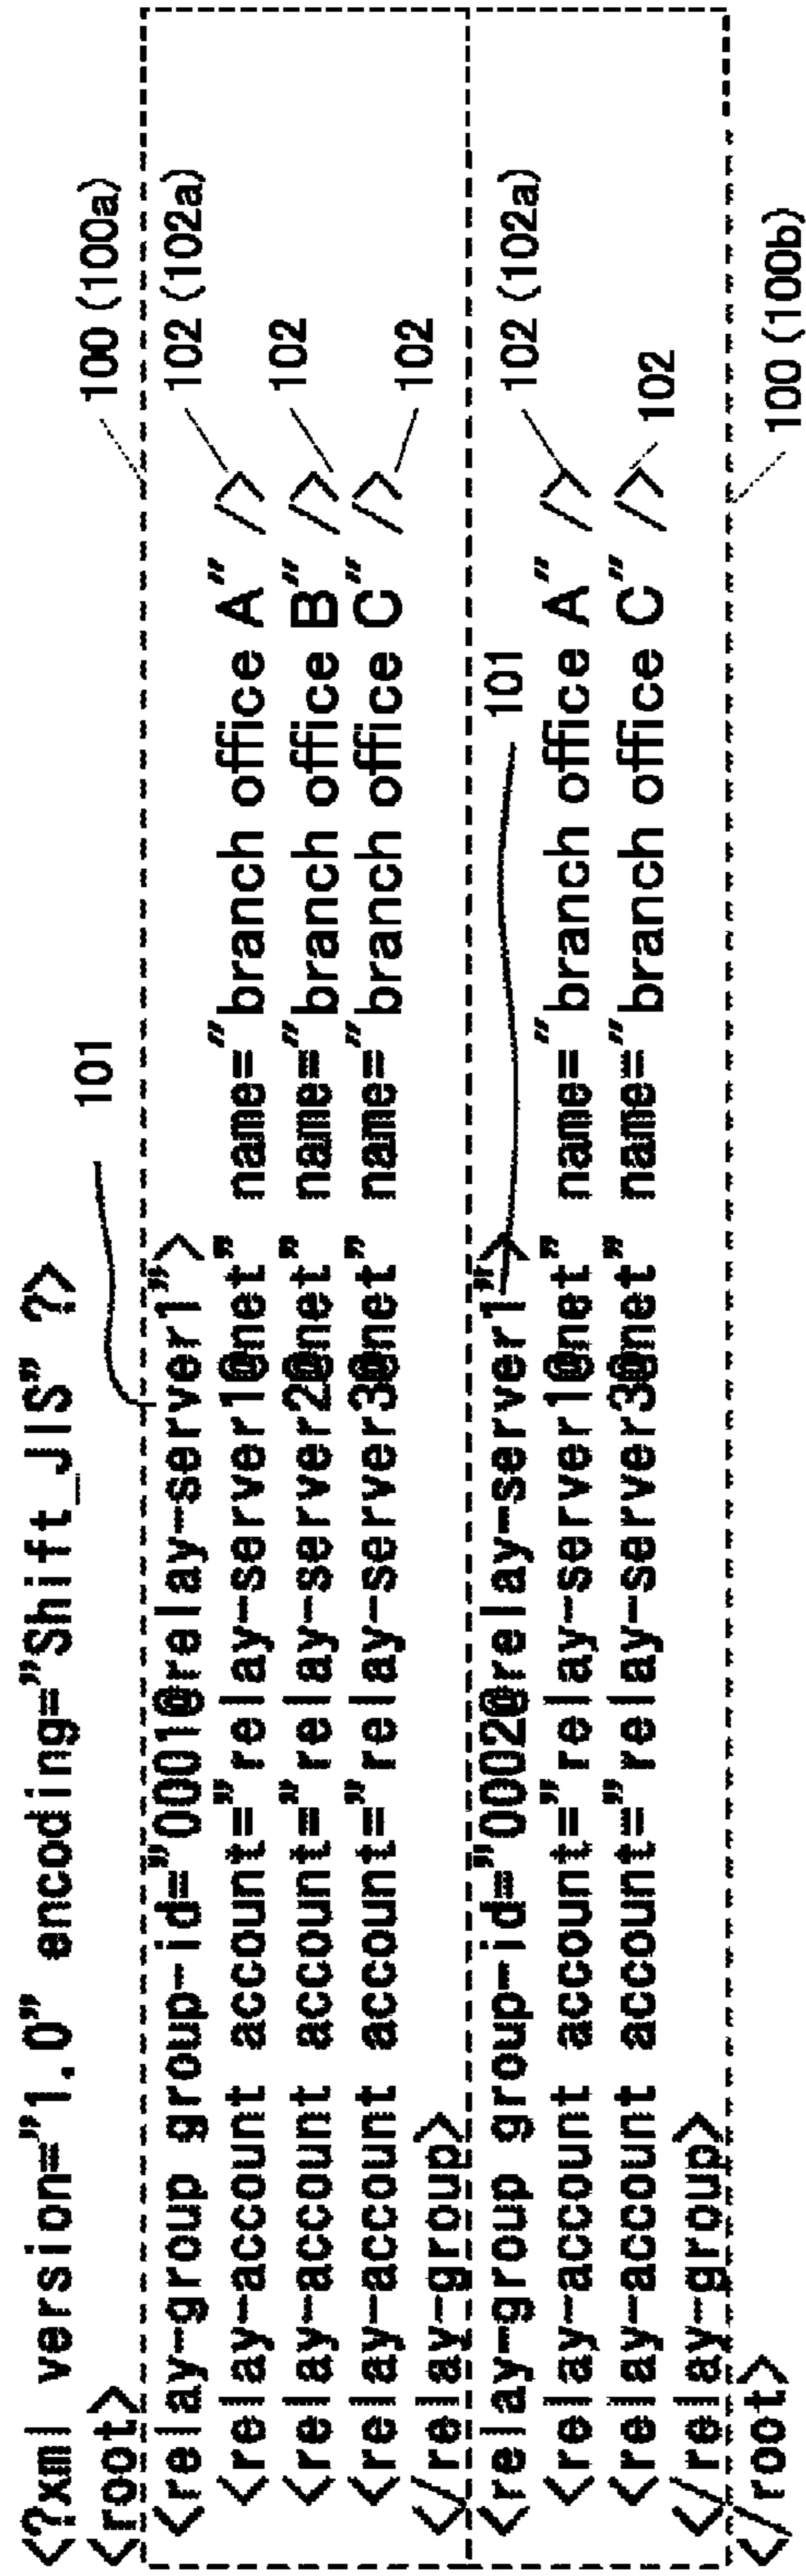 <?xml version="1.0" encoding="Shift_JIS" ?>
<root>
101
100 (100a)
<relay-group group-id="0001@relay-server1">
102 (102a)
<relay-account account="relay-server1@net" name="branch office A" />
102
<relay-account account="relay-server2@net" name="branch office B" />
<relay-account account="relay-server3@net" name="branch office C" />
102
</relay-group>
<relay-group group-id="0002@relay-server1">
101
102 (102a)
<relay-account account="relay-server1@net" name="branch office A" />
<relay-account account="relay-server3@net" name="branch office C" />
102
</relay-group>
</root>
100 (100b)